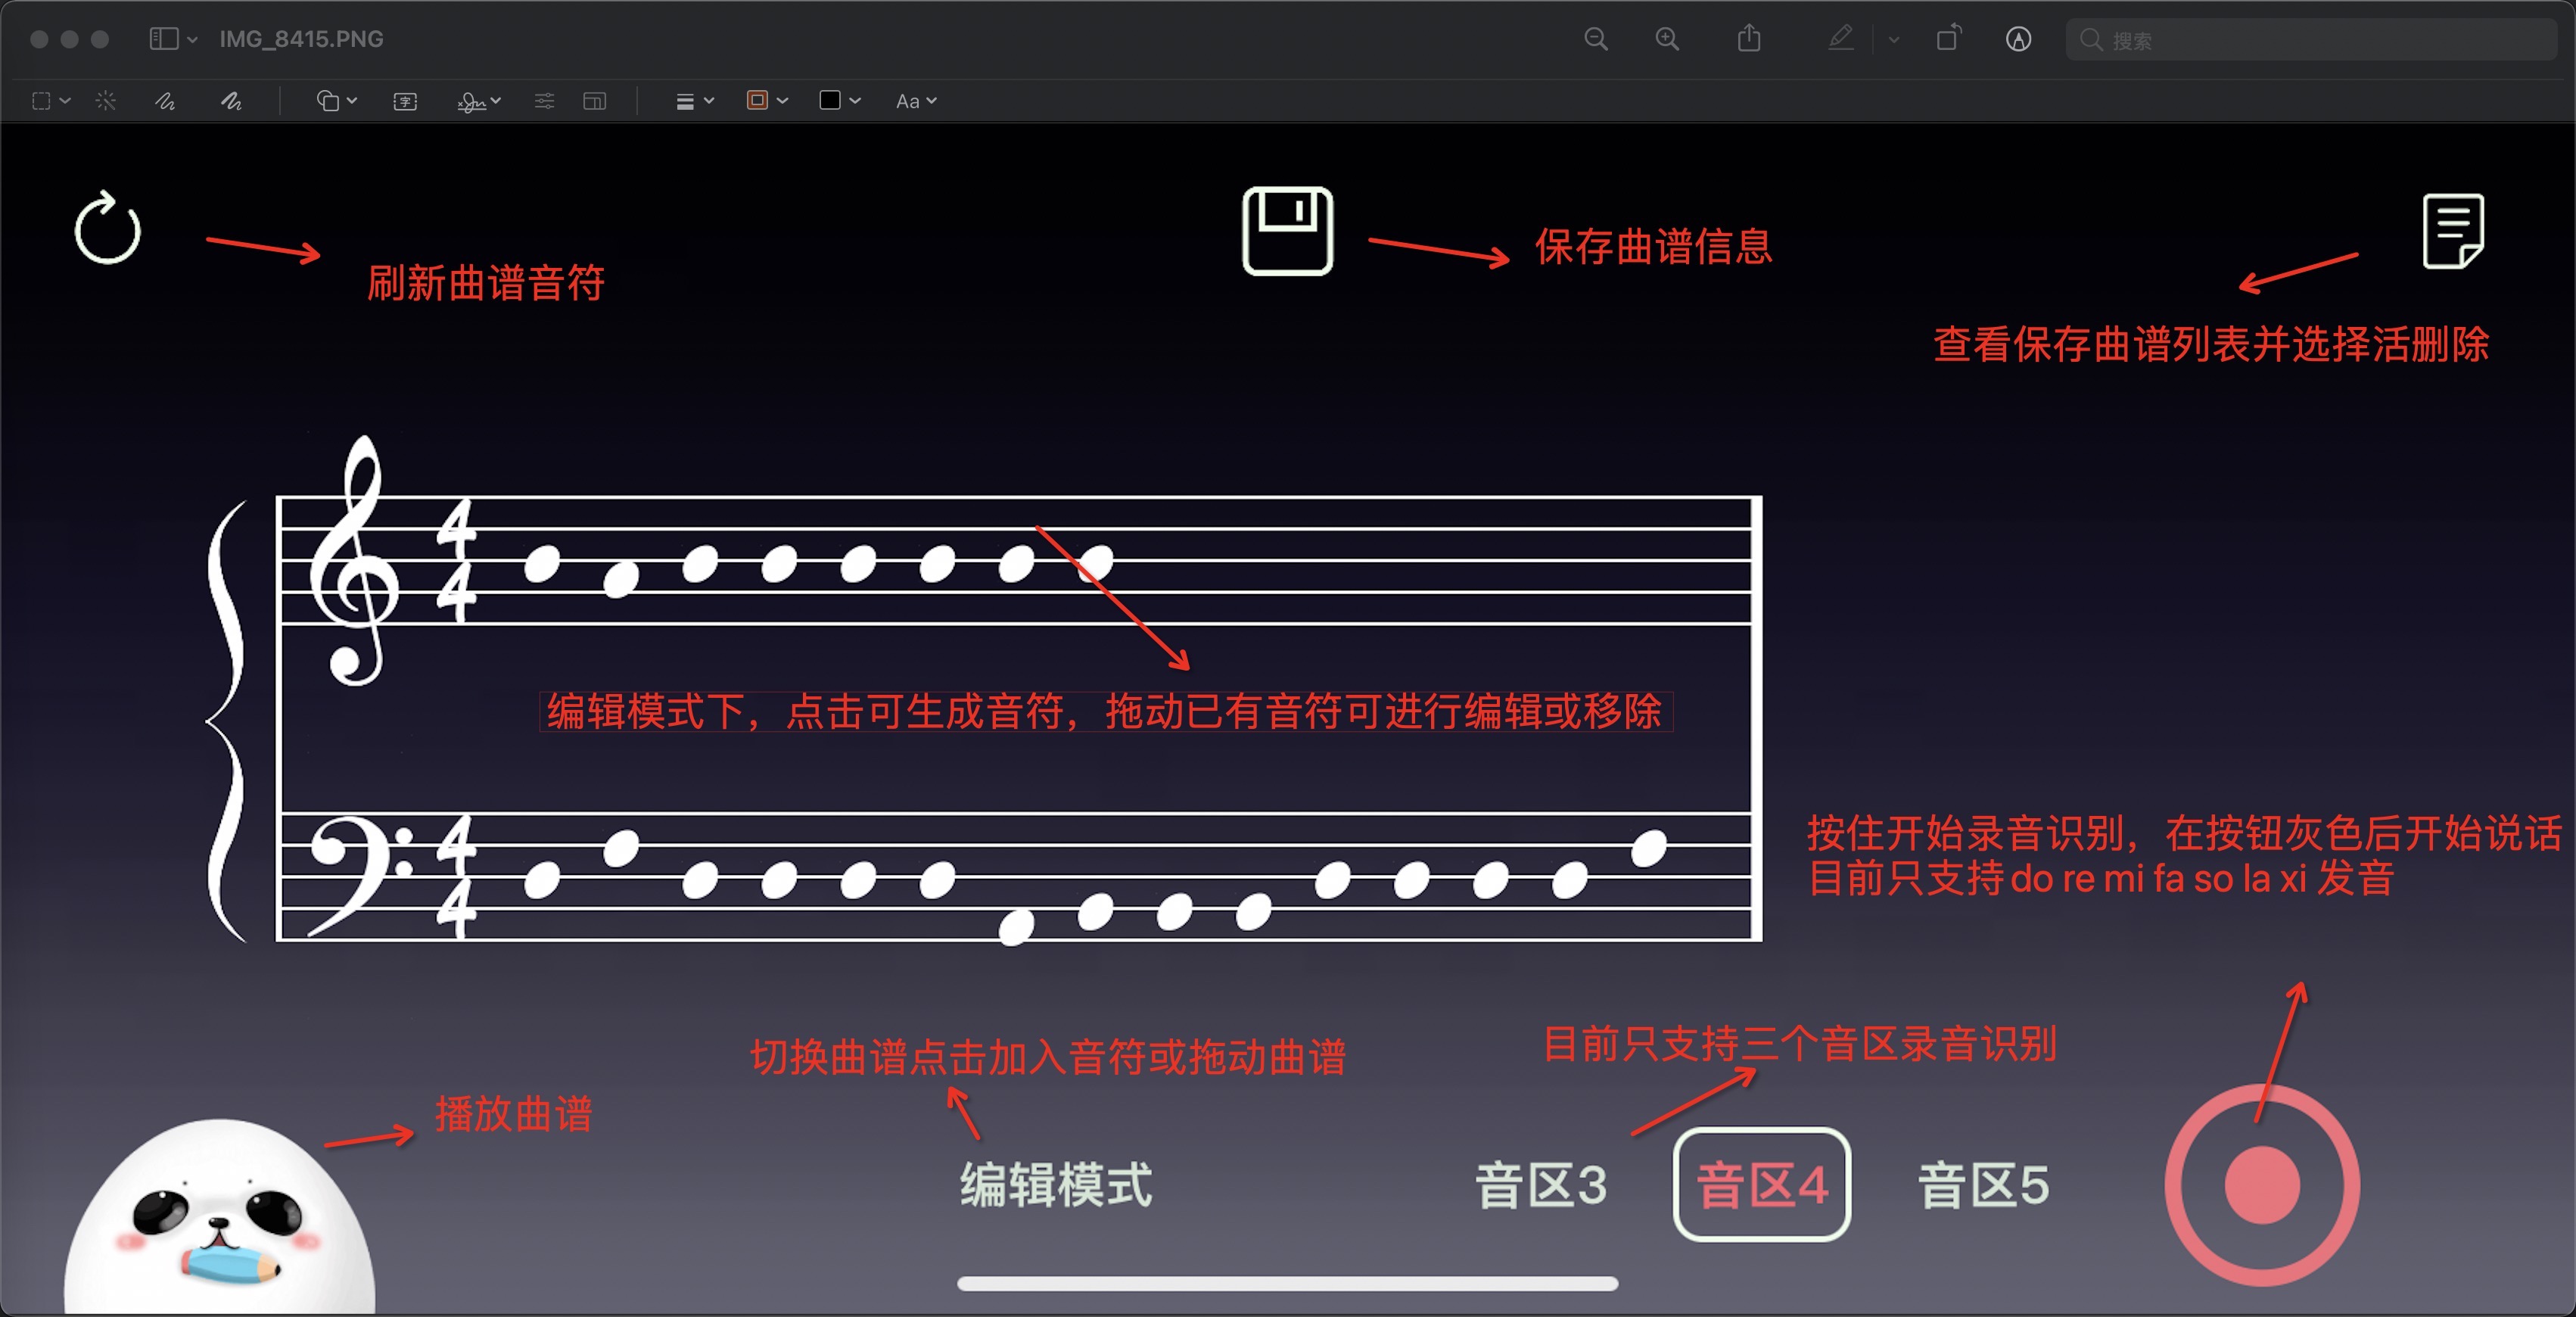 IMG_8415.PNG
搜索
Aa
刷新曲谱音符
保存曲谱信息
查看保存曲谱列表并选择活删除
4
4
编辑模式下，点击可生成音符，拖动已有音符可进行编辑或移除
4
4
按住开始录音识别，在按钮灰色后开始说话
目前只支持do re mi fa so la xi 发音
切换曲谱点击加入音符或拖动曲谱
目前只支持三个音区录音识别
播放曲谱
编辑模式
音区3
音区4
音区5